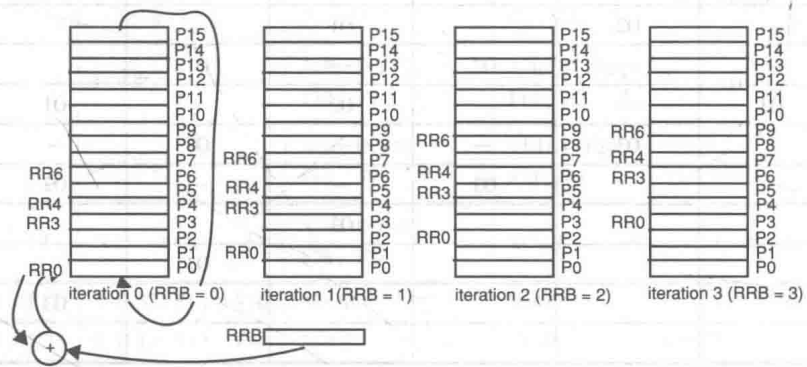 P15 P15 P15 P15
P14 P14 P14 P14
P13 P13 P13 P13
P12 P12 P12 P12
P11 P11 P11 P11
P10 P10 P10 P10
P9 P9 P9 RR6 P9
P8 P8 RR6 P8 P8
P7 RR6 P7 P7 RR4 P7
RR6 P6 P6 RR4 P6 RR3 P6
P5 RR4 P5 RR3 P5 P5
RR4 P4 RR3 P4 P4 P4
RR3 P3 P3 P3 RR0 P3
P2 P2 RR0 P2 P2
P1 RR0 P1 P1 P1
RR0 P0 P0 P0 P0
iteration 0 (RRB = 0) iteration 1(RRB = 1) iteration 2 (RRB = 2) iteration 3 (RRB = 3)
RRB
+